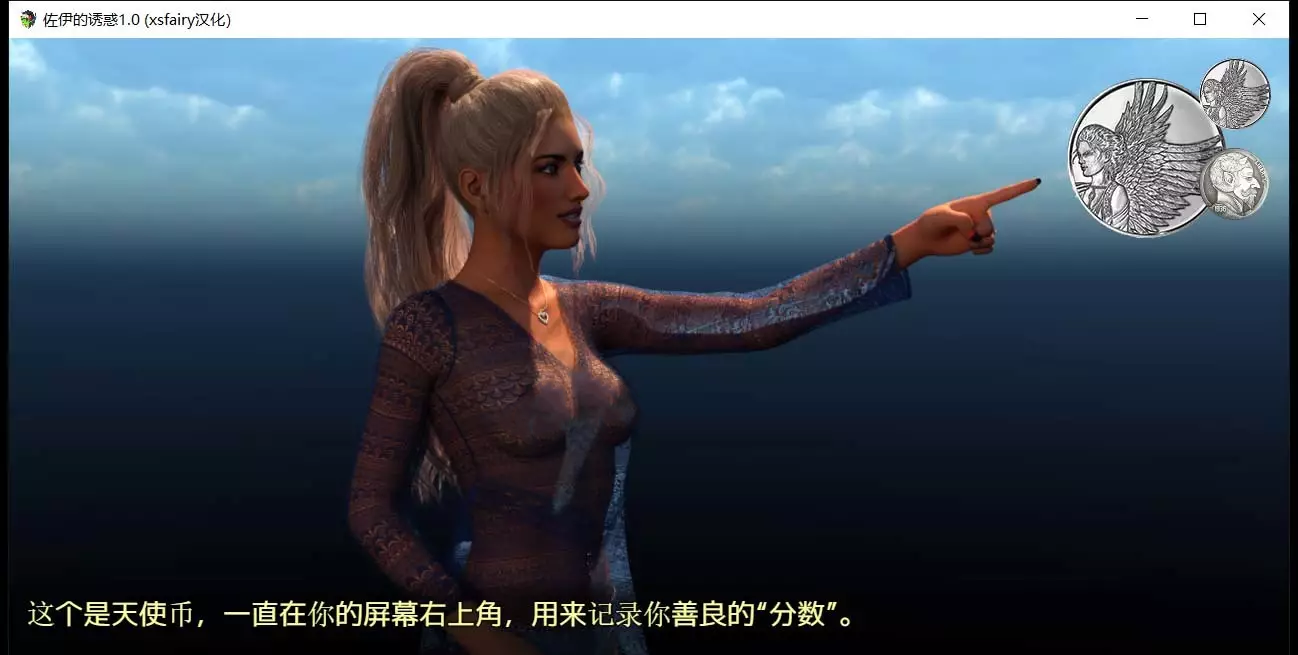 佐伊的诱惑1.0 (xsfairy汉化)
这个是天使币，一直在你的屏幕右上角，用来记录你善良的“分数”。